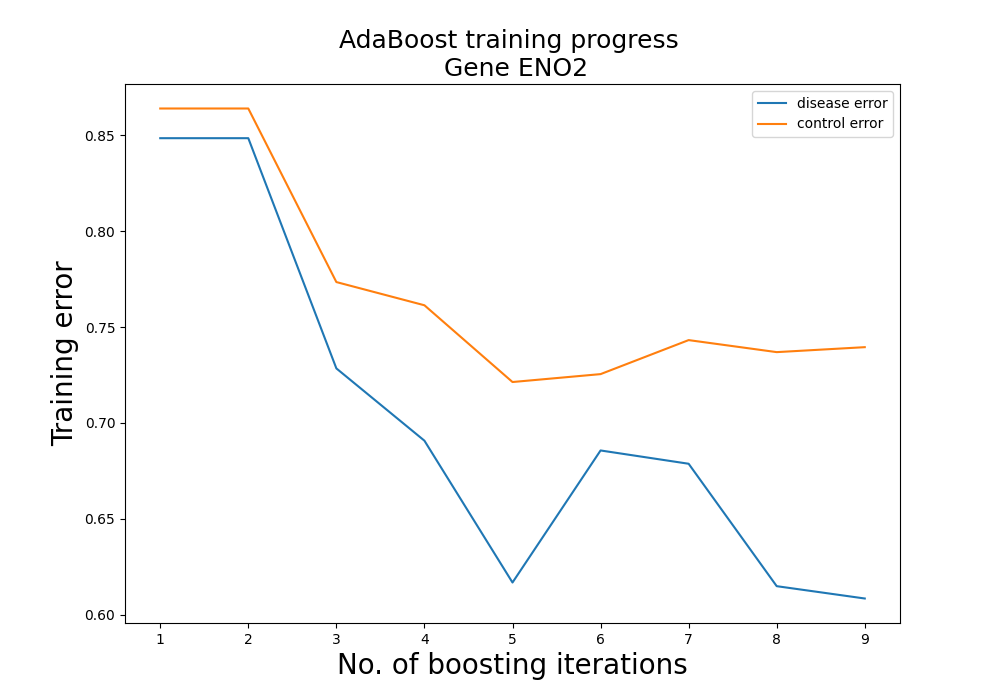 AdaBoost training progress
Gene ENO2
disease error
control error
Training error
0.85
0.80
0.75
0.70
0.65
0.60
1 2 3 4 5 6 7 8 9
No. of boosting iterations